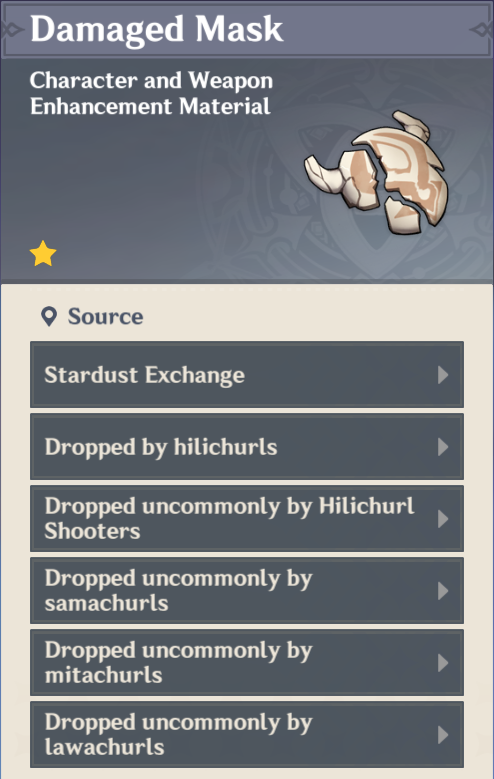 Damaged Mask
Character and Weapon
Enhancement Material
Source
Stardust Exchange
Dropped by hilichurls
Dropped uncommonly by Hilichurl
Shooters
Dropped uncommonly by
samachurls
Dropped uncommonly by
mitachurls
Dropped uncommonly by
lawachurls